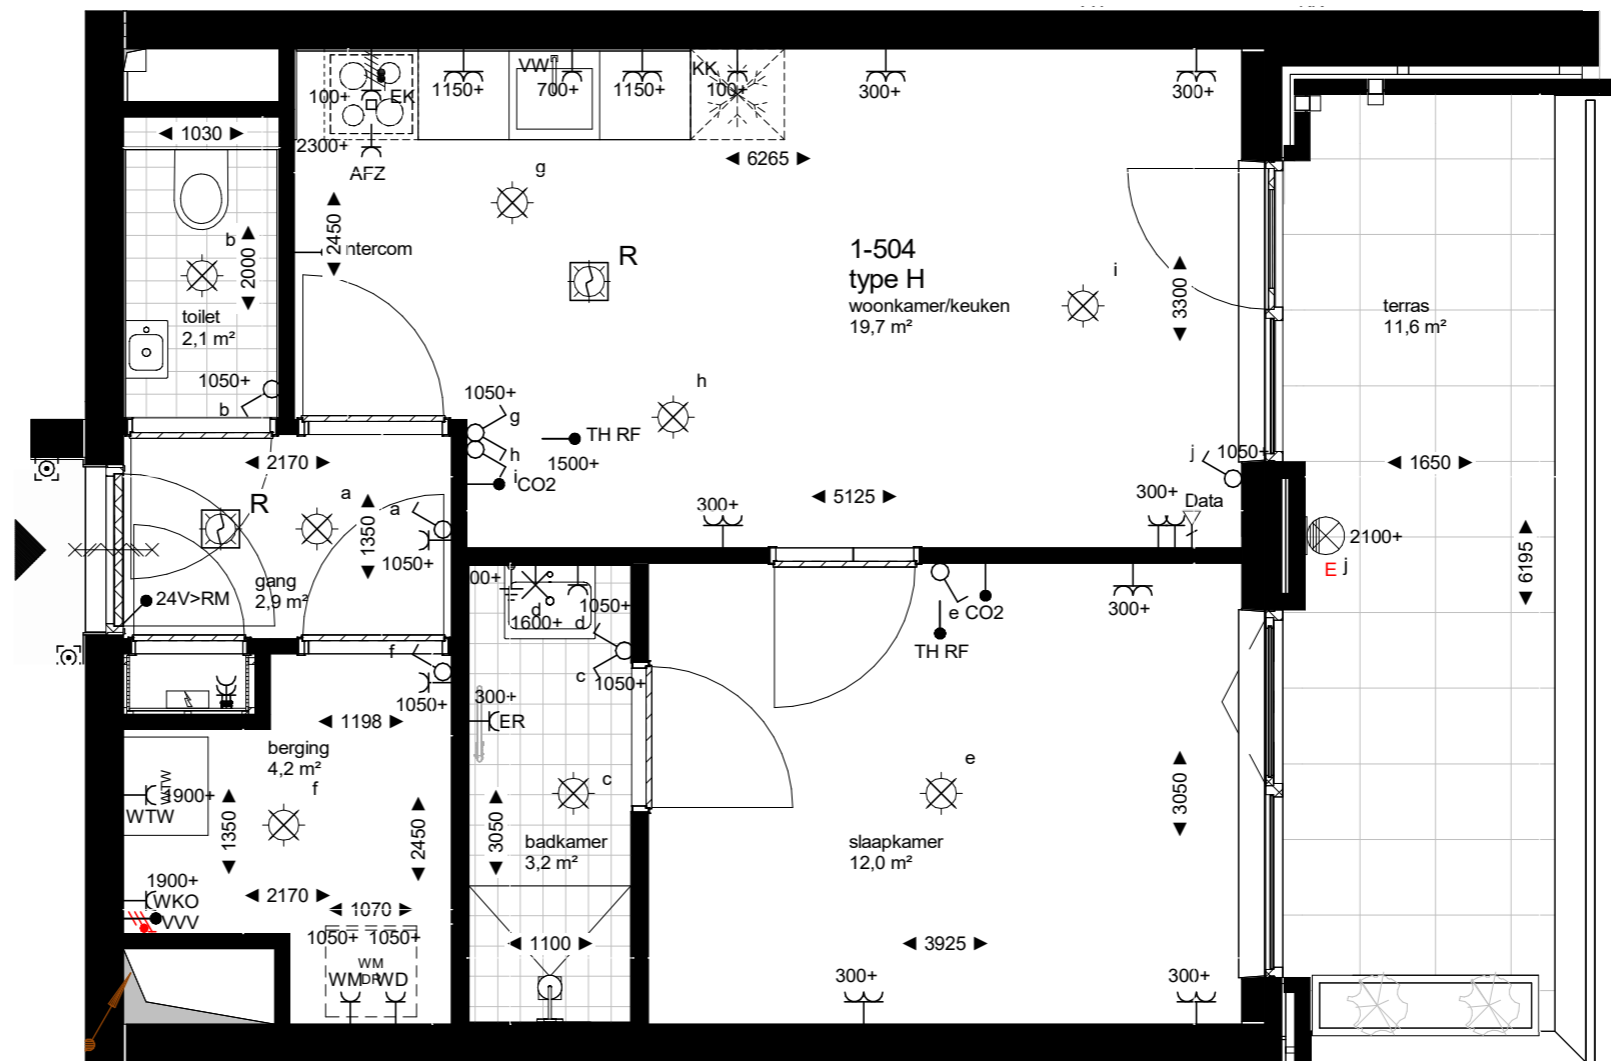 VW
KK
100+
EK
1150+
700+
1150+
100+
300+
300+
1030
2300+
AFZ
6265
g
2450
ntercom
b
2000
R
1-504
type H
woonkamer/keuken
19,7 m²
i
3300
terras
11,6 m²
toilet
2,1 m²
1050+
b
h
1050+
g
h
i
TH RF
1500+
CO2
j
1050+
2170
1650
R
a
a
1350
1050+
300+
5125
300+
Data
2100+
E
j
6195
gang
2,9 m²
24V>RM
00+
d
1600+
1050+
d
e
CO2
300+
TH RF
f
1050+
c
1050+
300+
ER
1198
berging
4,2 m²
f
WTW
1900+
WTW
1350
2450
3050
c
badkamer
3,2 m²
e
slaapkamer
12,0 m²
3050
1900+
WKO
VVV
2170
1070
1050+
1050+
WM
DR
WM
WD
1100
3925
300+
300+